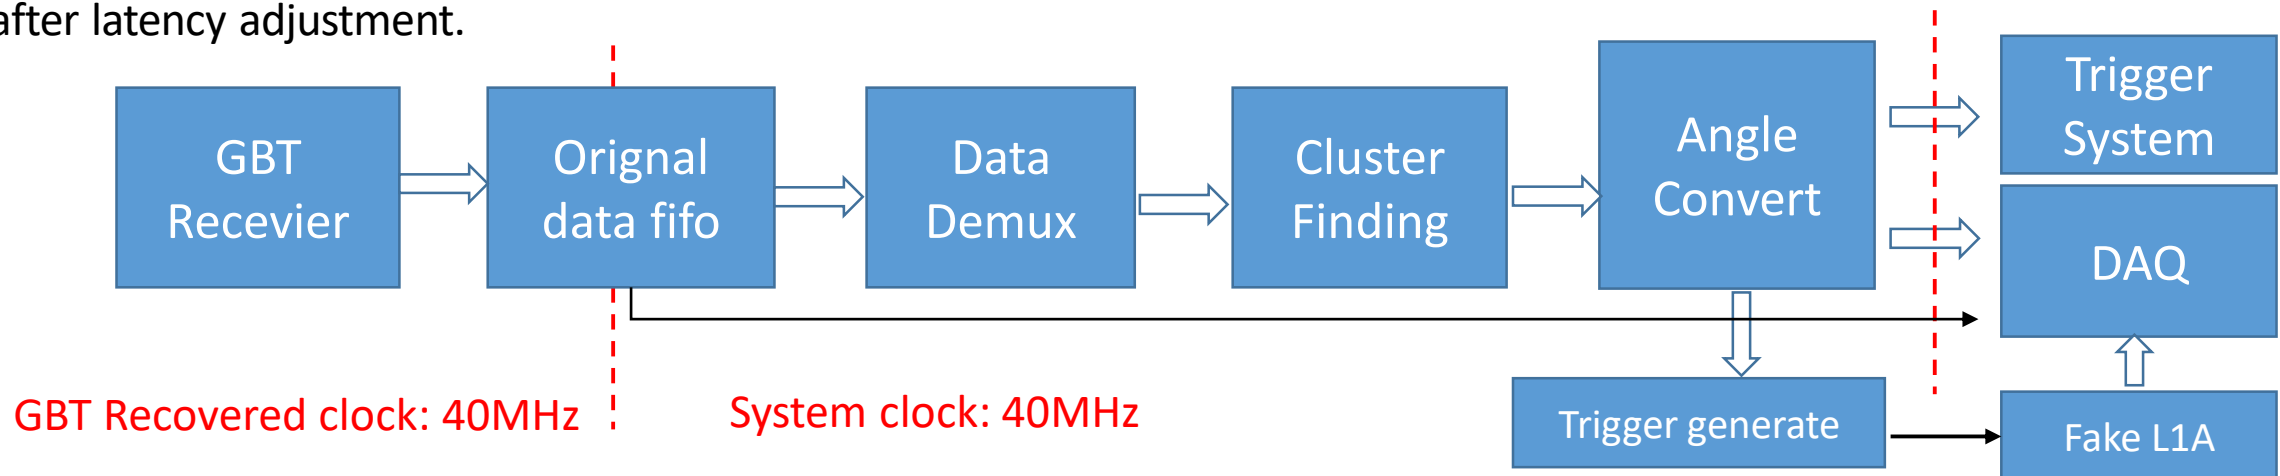 after latency adjustment.
GBT
Recevier
Orignal
data fifo
Data
Demux
Cluster
Finding
Angle
Convert
Trigger
System
DAQ
GBT Recovered clock: 40MHz
System clock: 40MHz
Trigger generate
Fake L1A